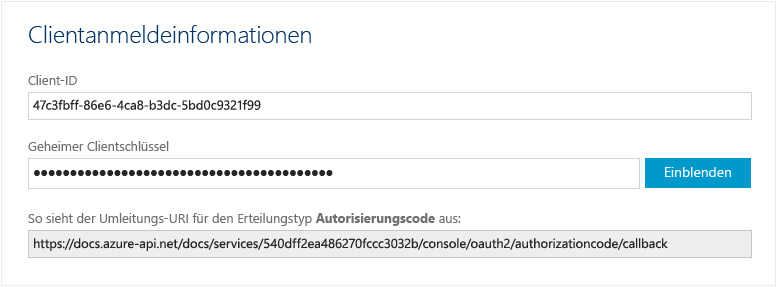 Clientanmeldeinformationen
Client-ID
47c3fbff-86e6-4ca8-b3dc-5bd0c9321f99
Geheimer Clientschlüssel
●●●●●●●●●●●●●●●●●●●●●●●●●●●●●●●●●●●●●●●●●●● Einblenden
So sieht der Umleitungs-URI für den Erteilungstyp Autorisierungscode aus:
https://docs.azure-api.net/docs/services/540dff2ea486270fccc3032b/console/oauth2/authorizationcode/callback